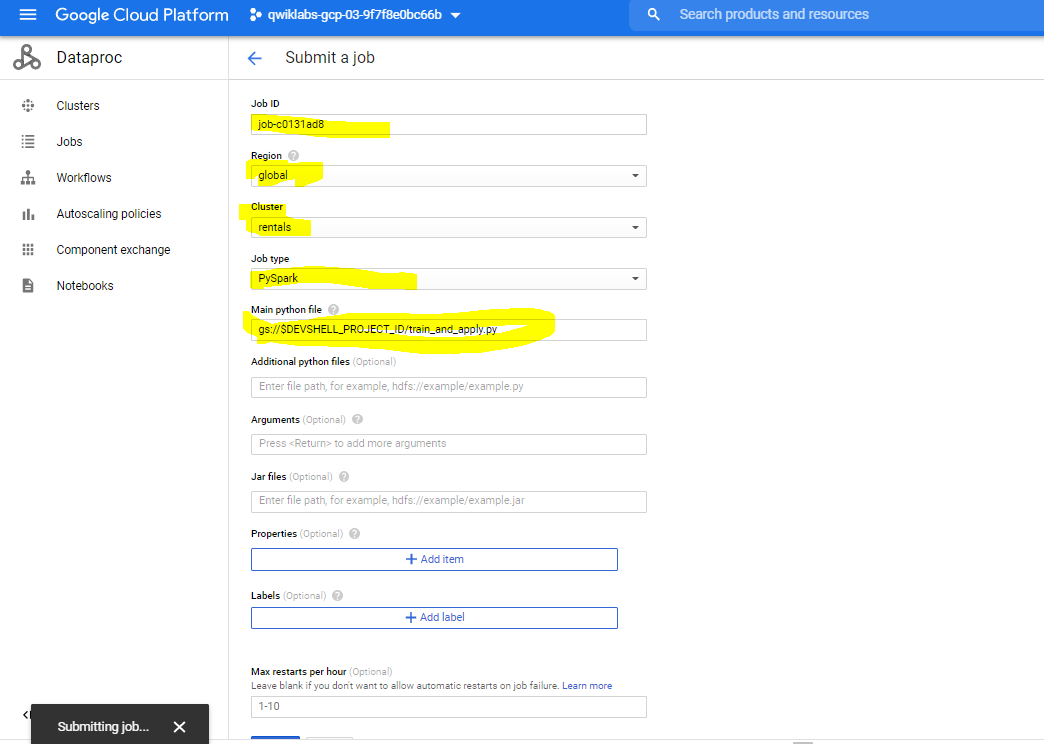 Google Cloud Platform qwiklabs-gcp-03-9f7f8e0bc66b Search products and resources
Dataproc Submit a job
Clusters
Jobs
Workflows
Autoscaling policies
Component exchange
Notebooks
Job ID
job-c0131ad8
Region
global
Cluster
rentals
Job type
PySpark
Main python file
gs://$DEVSHELL_PROJECT_ID/train_and_apply.py
Additional python files (Optional)
Enter file path, for example, hdfs://example/example.py
Arguments (Optional)
Press <Return> to add more arguments
Jar files (Optional)
Enter file path, for example, hdfs://example/example.jar
Properties (Optional)
+ Add item
Labels (Optional)
+ Add label
Max restarts per hour (Optional)
Leave blank if you don't want to allow automatic restarts on job failure. Learn more
1-10
Submitting job...